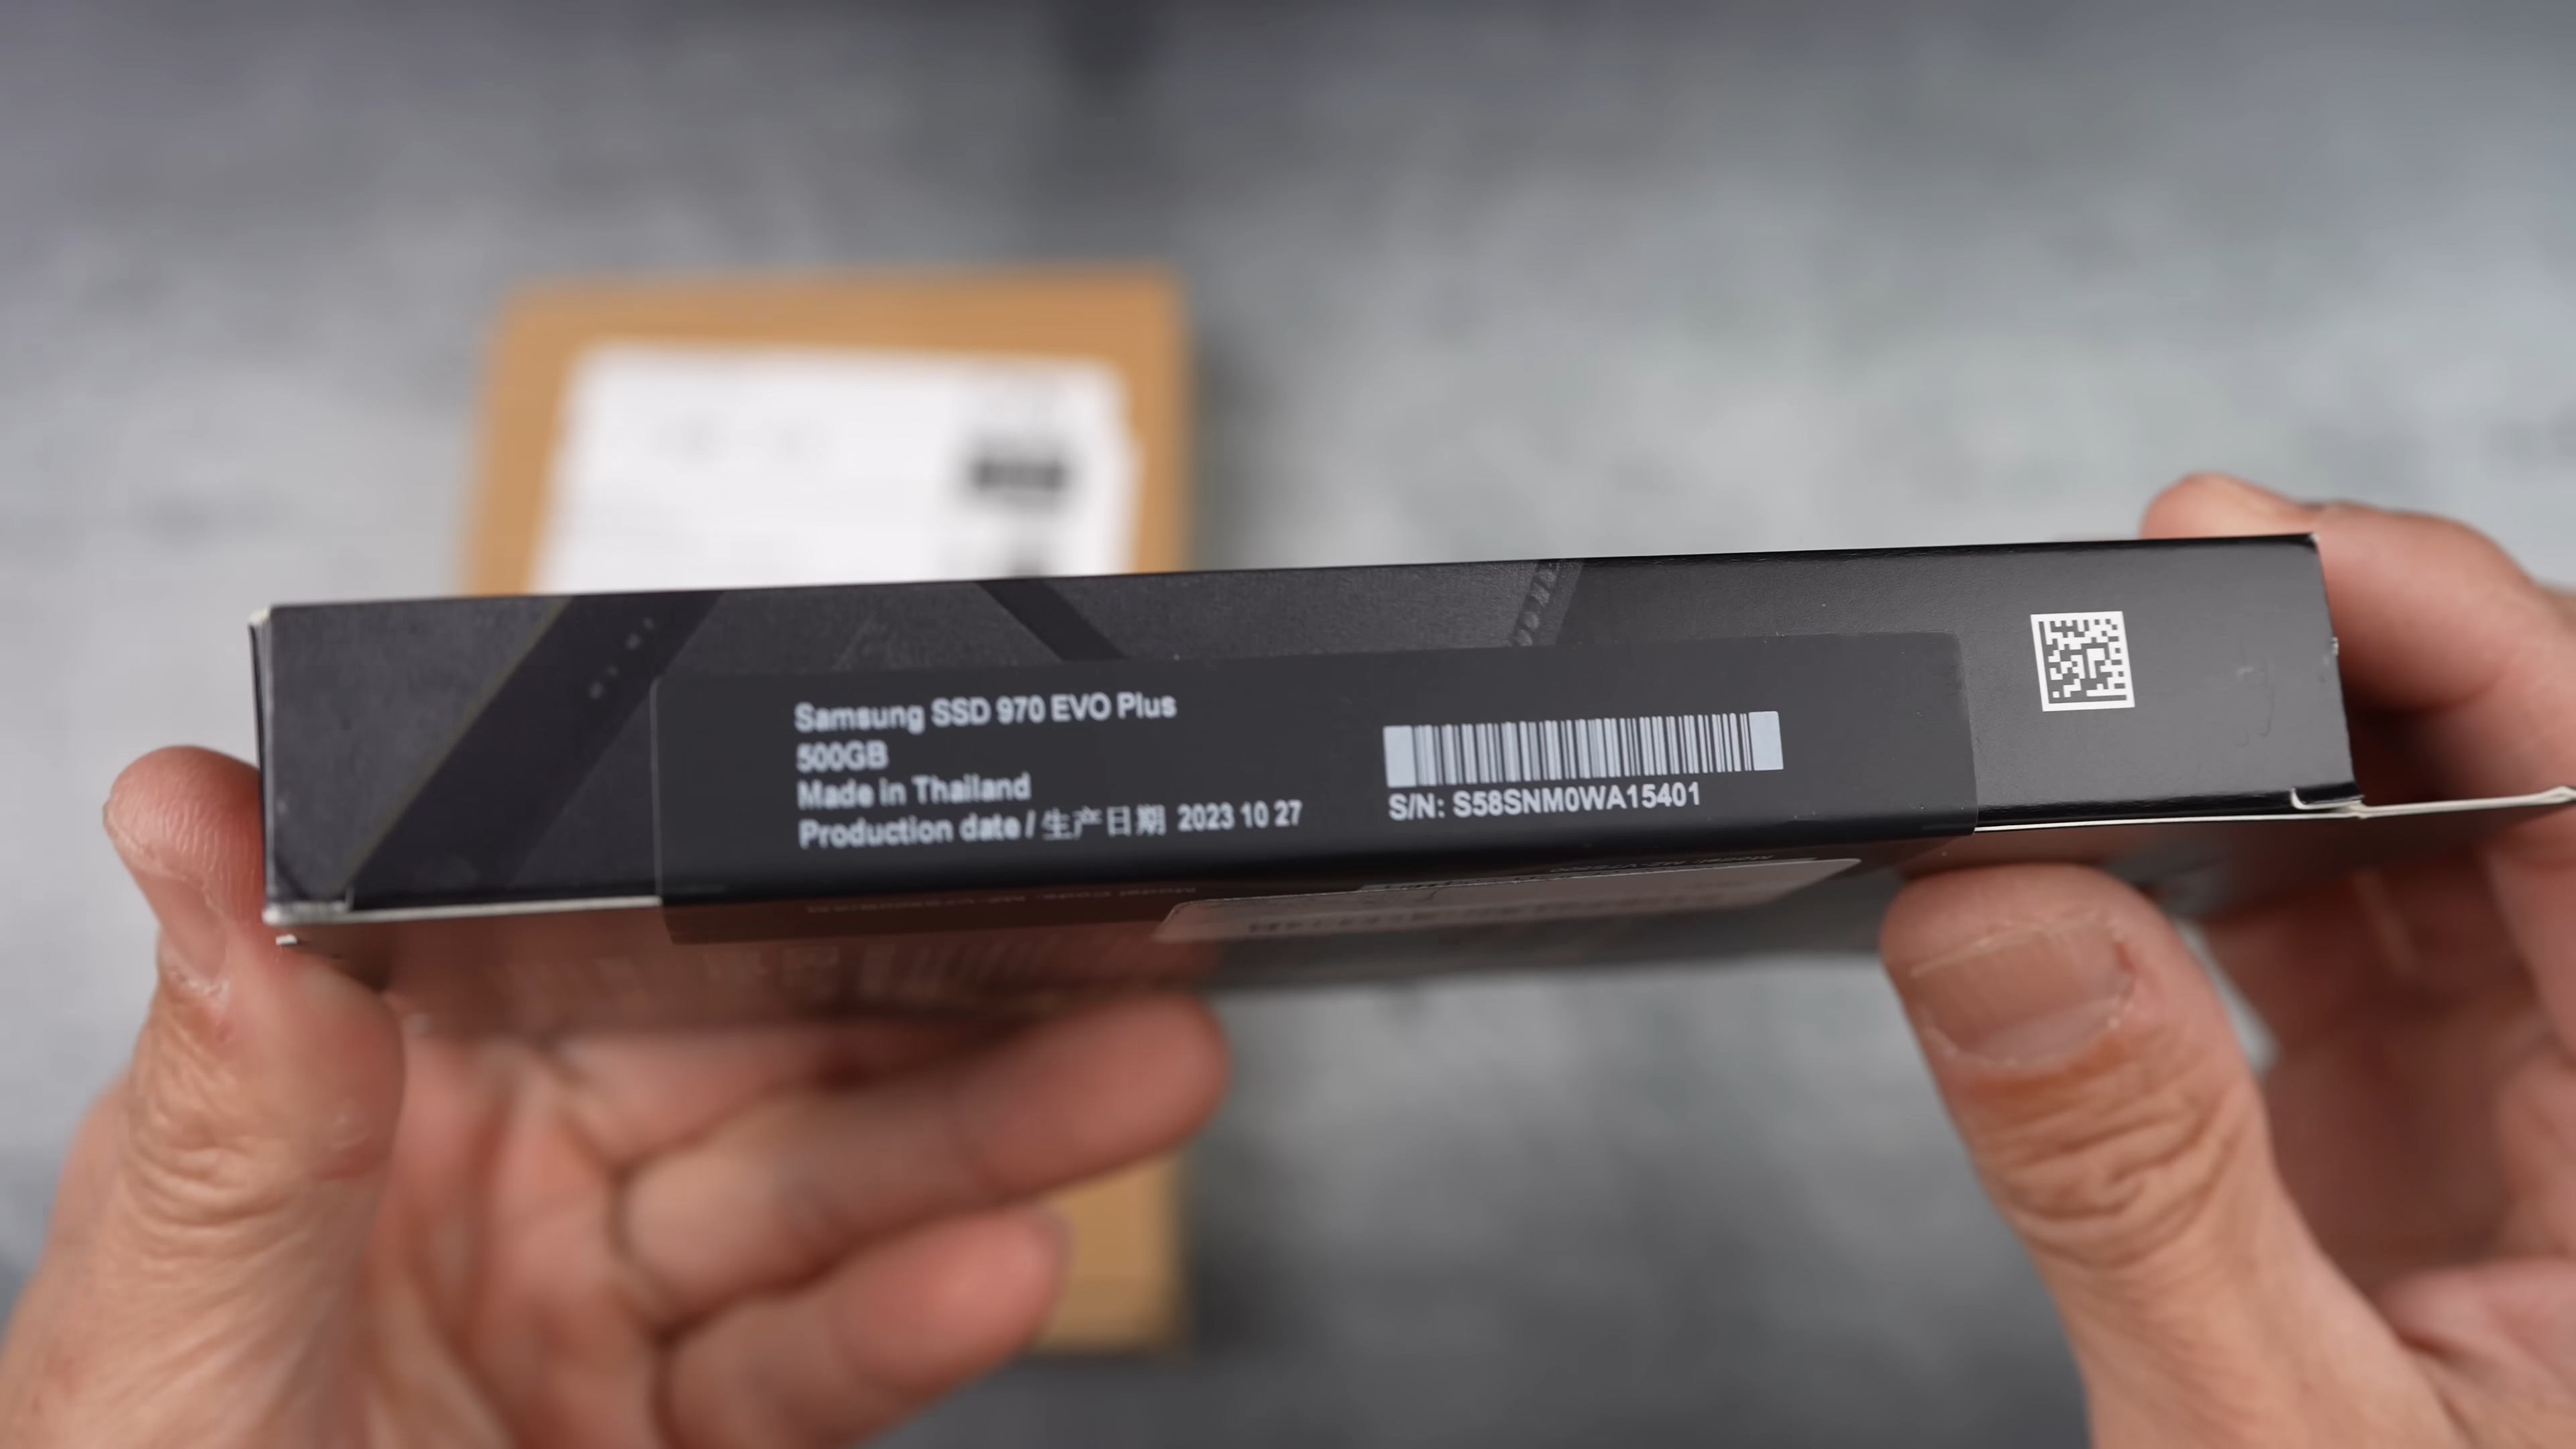 Samsung SSD 970 EVO Plus
500GB
Made in Thailand
Production date / 生产日期 2023 10 27
S/N: S58SNM0WA15401